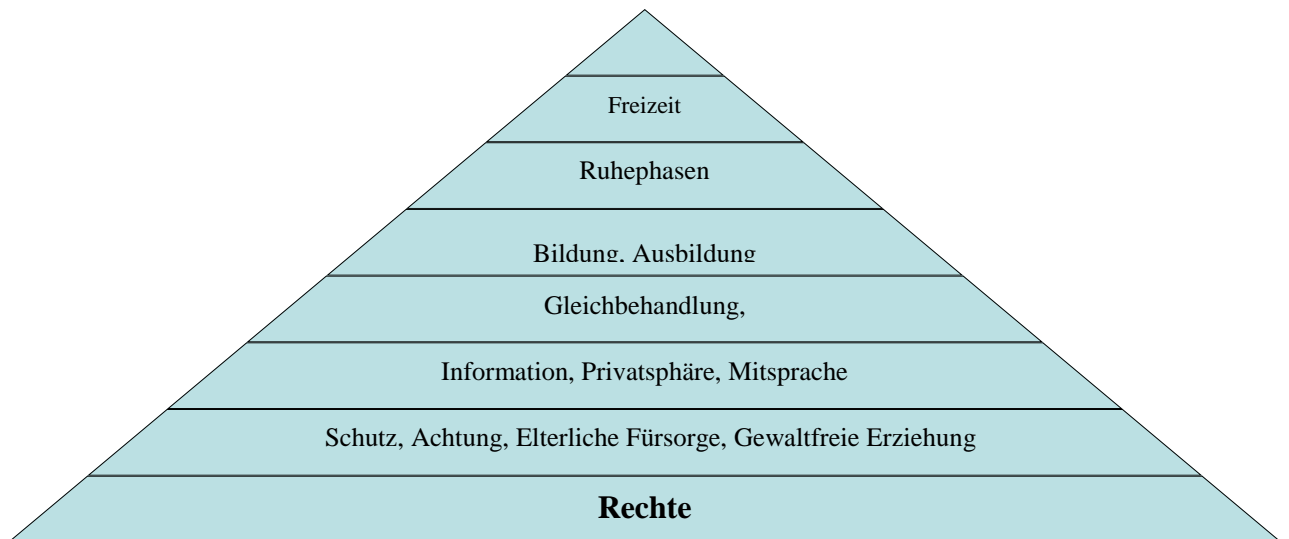 Freizeit
Ruhephasen
Bildung, Ausbildung
Gleichbehandlung,
Information, Privatsphäre, Mitsprache
Schutz, Achtung, Elterliche Fürsorge, Gewaltfreie Erziehung
Rechte